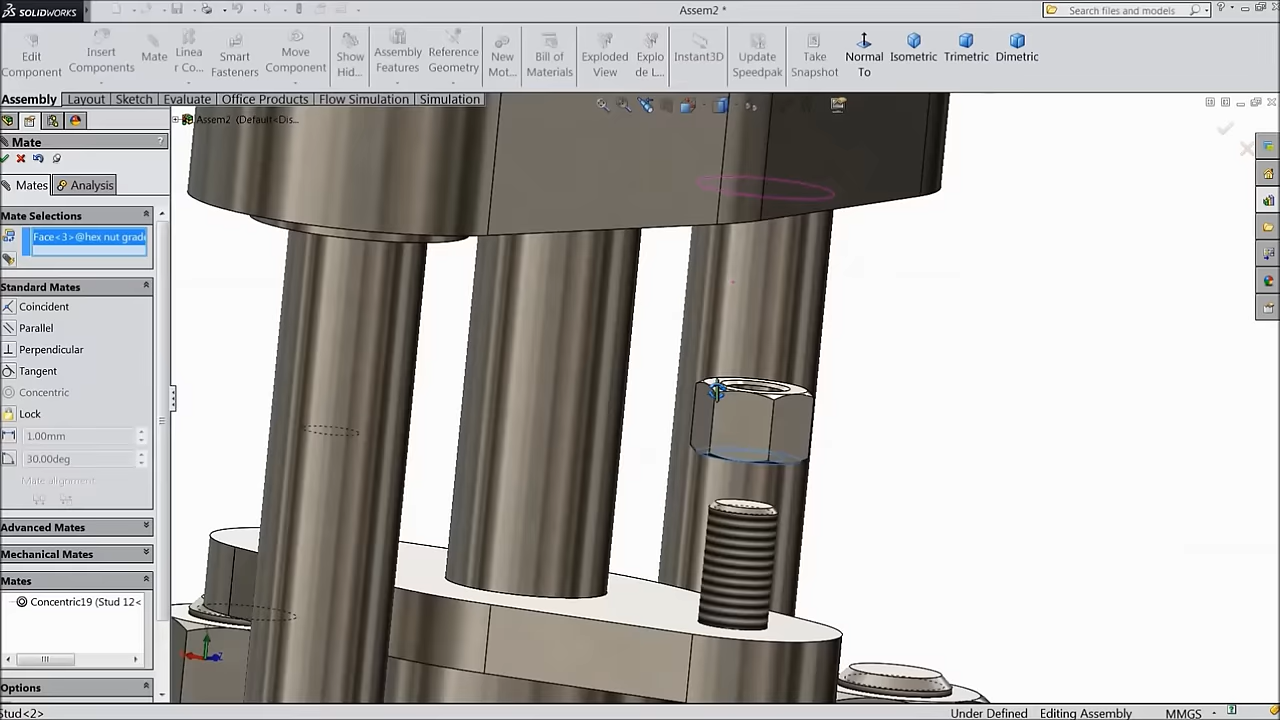 SOLIDWORKS
Assem2 *
Search files and models
Edit Component
Insert Components
Mate
Linea r Co...
Smart Fasteners
Move Component
Show Hid...
Assembly Features
Reference Geometry
New Mot...
Bill of Materials
Exploded View
Explo de L...
Instant3D
Update Speedpak
Take Snapshot
Normal To
Isometric
Trimetric
Dimetric
Assembly Layout Sketch Evaluate Office Products Flow Simulation Simulation
Assem2 (Default<Dis...
Mate ?
Mates Analysis
Mate Selections
Face<3>@hex nut grade
Standard Mates
Coincident
Parallel
Perpendicular
Tangent
Concentric
Lock
1.00mm
30.00deg
Mate alignment:
Advanced Mates
Mechanical Mates
Mates
Concentric19 (Stud 12<
Options
Stud<2>
Under Defined Editing Assembly MMGS